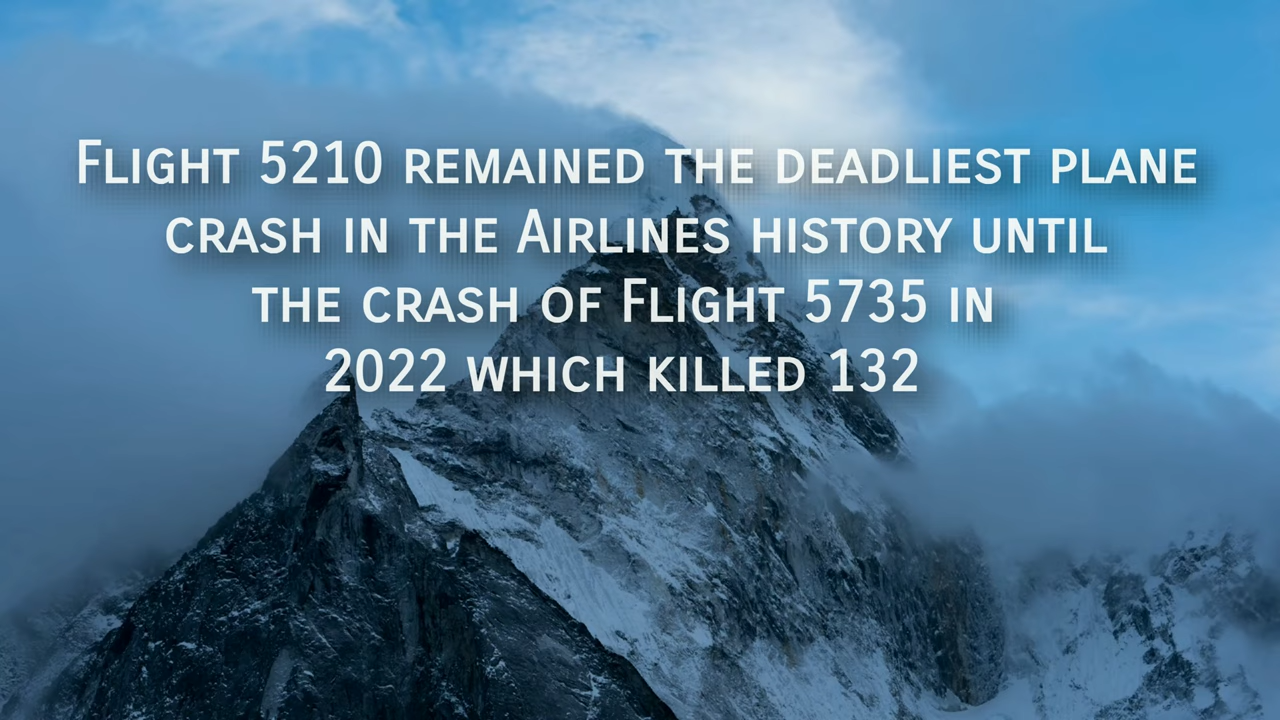 Flight 5210 remained the deadliest plane
crash in the Airlines history until
the crash of Flight 5735 in
2022 which killed 132